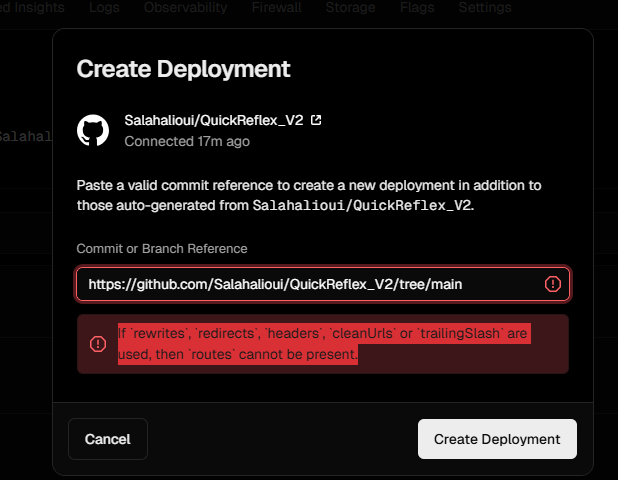 ed Insights Logs Observability Firewall Storage Flags Settings
Create Deployment
Salahalioui/QuickReflex_V2
Connected 17m ago
Salahal
Paste a valid commit reference to create a new deployment in addition to
those auto-generated from Salahalioui/QuickReflex_V2.
Commit or Branch Reference
https://github.com/Salahalioui/QuickReflex_V2/tree/main
If `rewrites`, `redirects`, `headers`, `cleanUrls` or `trailingSlash` are
used, then `routes` cannot be present.
Cancel
Create Deployment